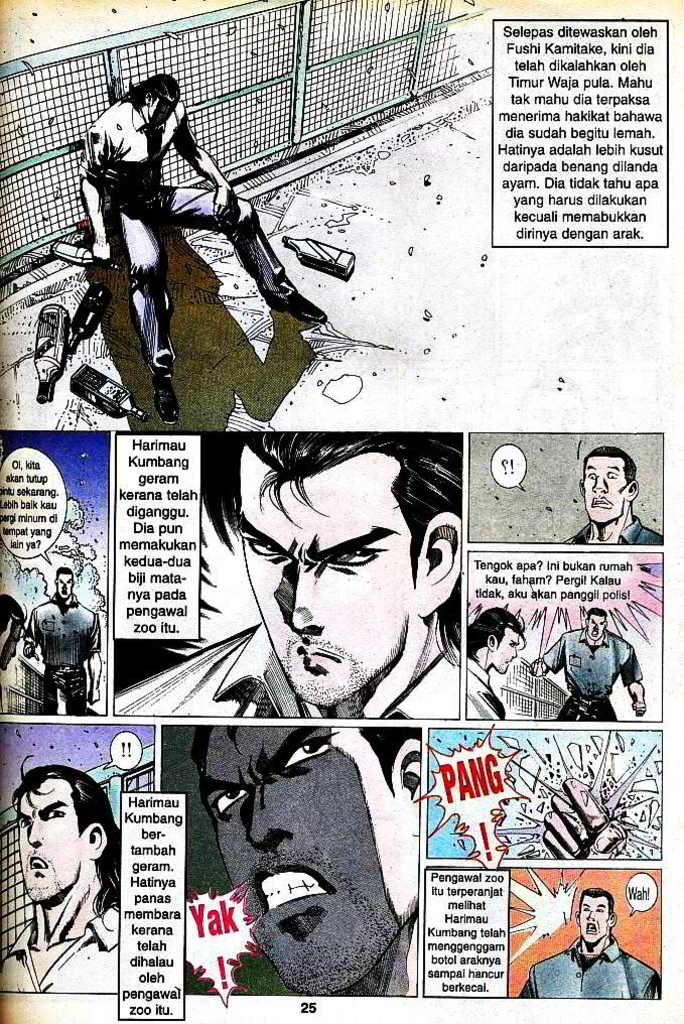 Selepas ditewaskan oleh
Fushi Kamitake, kini dia
telah dikalahkan oleh
Timur Waja pula. Mahu
tak mahu dia terpaksa
menerima hakikat bahawa
dia sudah begitu lemah.
Hatinya adalah lebih kusut
daripada benang dilanda
ayam. Dia tidak tahu apa
yang harus dilakukan
kecuali memabukkan
dirinya dengan arak.
Oi, kita
akan tutup
pintu sekarang.
Lebih baik kau
pergi minum di
tempat yang
lain ya?
Harimau
Kumbang
geram
kerana telah
diganggu.
Dia pun
memakukan
kedua-dua
biji mata-
nya pada
pengawal
zoo itu.
?!
Tengok apa? Ini bukan rumah
kau, faham? Pergi! Kalau
tidak, aku akan panggil polis!
!!
Harimau
Kumbang
ber-
tambah
geram.
Hatinya
panas
membara
kerana
telah
dihalau
oleh
pengawal
zoo itu.
Yak
!
PANG
!
Pengawal zoo
itu terperanjat
melihat
Harimau
Kumbang telah
menggenggam
botol araknya
sampai hancur
berkecai.
Wah!
25